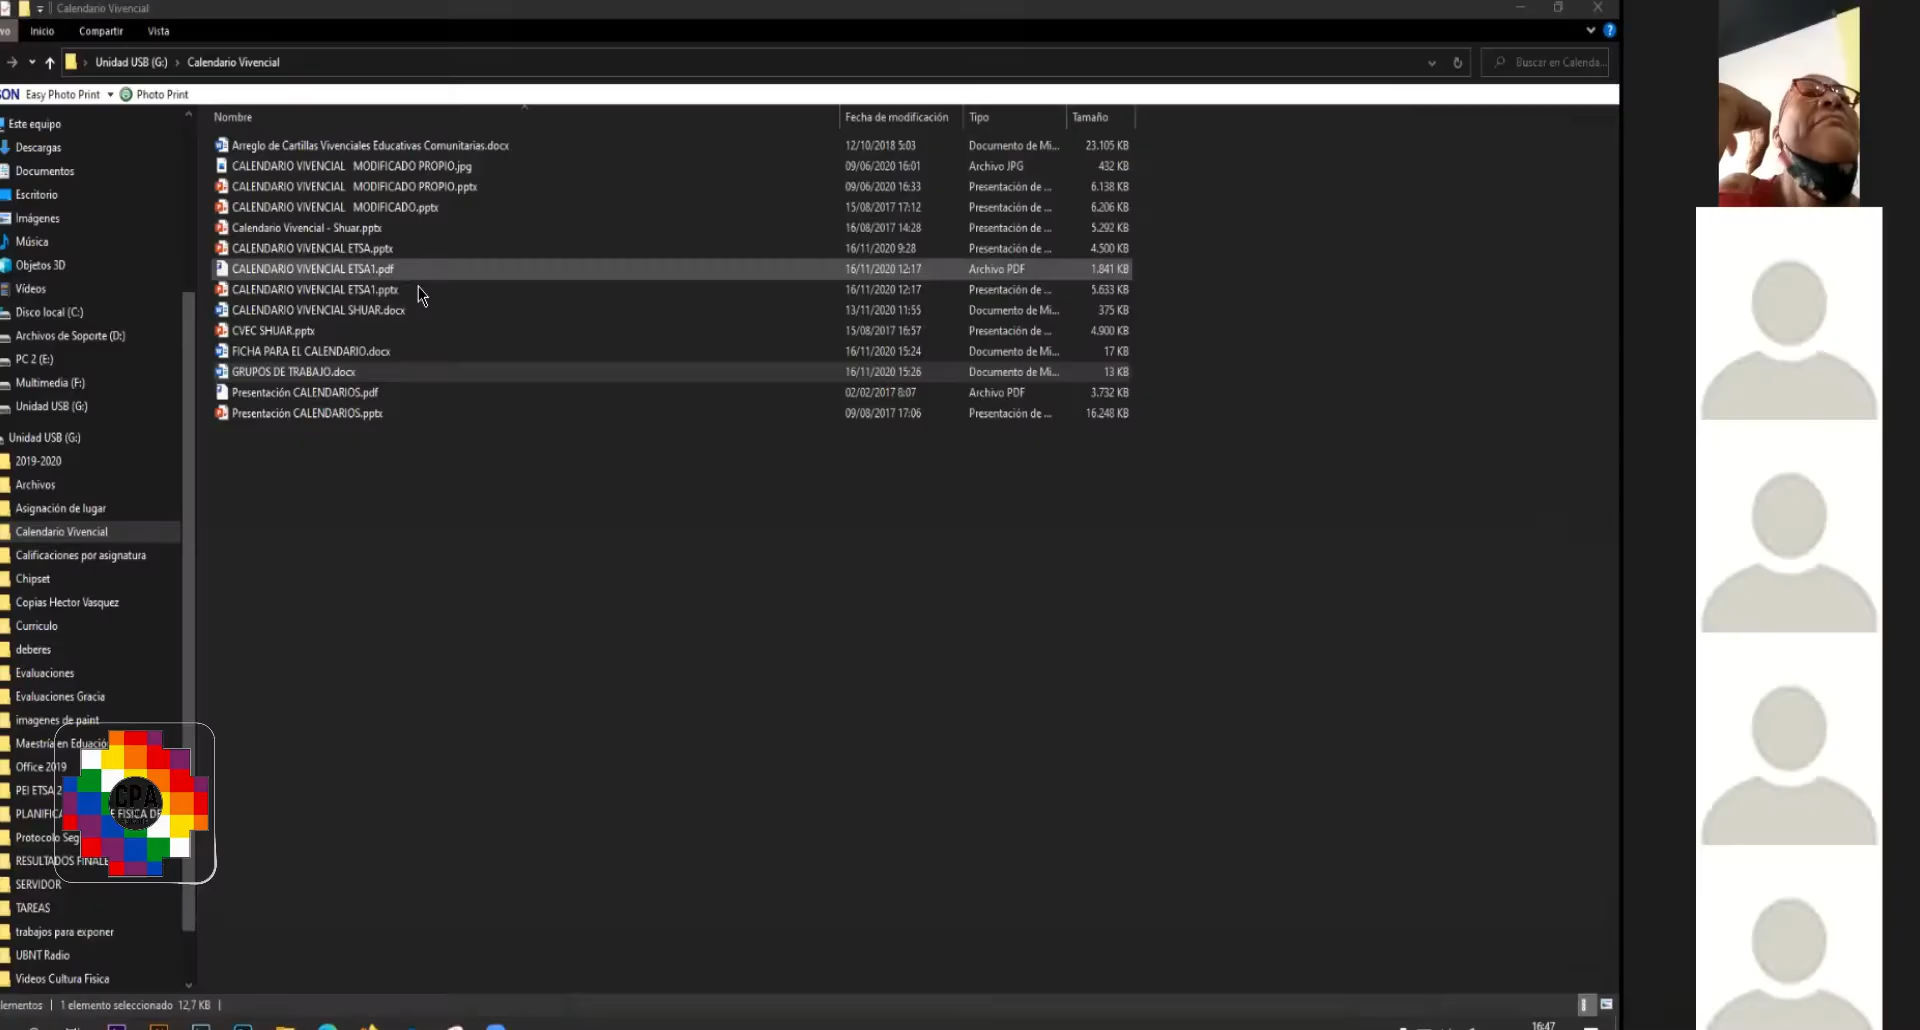 Calendario Vivencial
Inicio Compartir Vista
Unidad USB (G:) › Calendario Vivencial
Buscar en Calenda...
Easy Photo Print Photo Print
Nombre Fecha de modificación Tipo Tamaño
Arreglo de Cartillas Vivenciales Educativas Comunitarias.docx 12/10/2018 5:03 Documento de Mi... 23.105 KB
CALENDARIO VIVENCIAL MODIFICADO PROPIO.jpg 09/06/2020 16:01 Archivo JPG 432 KB
CALENDARIO VIVENCIAL MODIFICADO PROPIO.pptx 09/06/2020 16:33 Presentación de ... 6.138 KB
CALENDARIO VIVENCIAL MODIFICADO.pptx 15/08/2017 17:12 Presentación de ... 6.206 KB
Calendario Vivencial - Shuar.pptx 16/08/2017 14:28 Presentación de ... 5.292 KB
CALENDARIO VIVENCIAL ETSA.pptx 16/11/2020 9:28 Presentación de ... 4.500 KB
CALENDARIO VIVENCIAL ETSA1.pdf 16/11/2020 12:17 Archivo PDF 1.841 KB
CALENDARIO VIVENCIAL ETSA1.pptx 16/11/2020 12:17 Presentación de ... 5.633 KB
CALENDARIO VIVENCIAL SHUAR.docx 13/11/2020 11:55 Documento de Mi... 375 KB
CVEC SHUAR.pptx 15/08/2017 16:57 Presentación de ... 4.900 KB
FICHA PARA EL CALENDARIO.docx 16/11/2020 15:24 Documento de Mi... 17 KB
GRUPOS DE TRABAJO.docx 16/11/2020 15:26 Documento de Mi... 13 KB
Presentación CALENDARIOS.pdf 02/02/2017 8:07 Archivo PDF 3.732 KB
Presentación CALENDARIOS.pptx 09/08/2017 17:06 Presentación de ... 16.248 KB
Este equipo
Descargas
Documentos
Escritorio
Imágenes
Música
Objetos 3D
Vídeos
Disco local (C:)
Archivos de Soporte (D:)
PC 2 (E:)
Multimedia (F:)
Unidad USB (G:)
Unidad USB (G:)
2019-2020
Archivos
Asignación de lugar
Calendario Vivencial
Calificaciones por asignatura
Chipset
Copias Hector Vasquez
Curriculo
deberes
Evaluaciones
Evaluaciones Gracia
imagenes de paint
Maestría en Eduació
Office 2019
PEI ETSA 2
PLANIFICA
Protocolo Seg
RESULTADOS FINALE
SERVIDOR
TAREAS
trabajos para exponer
UBNT Radio
Videos Cultura Fisica
CPA
E FISICA DE
1 elemento seleccionado 12,7 KB
16:47